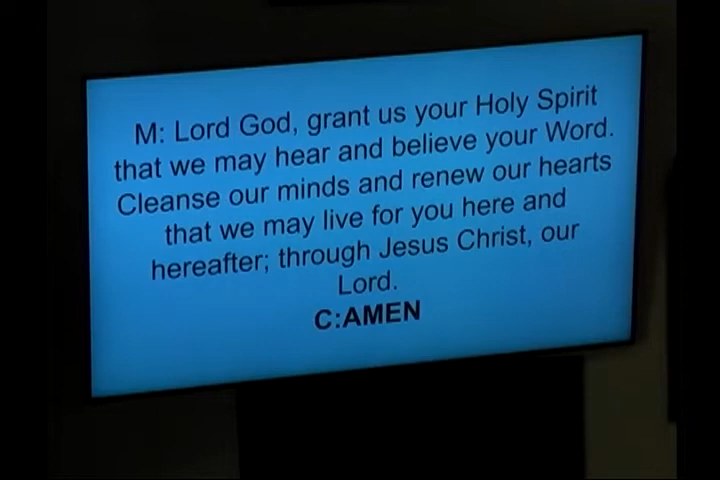 M: Lord God, grant us your Holy Spirit
that we may hear and believe your Word.
Cleanse our minds and renew our hearts
that we may live for you here and
hereafter; through Jesus Christ, our
Lord.
C:AMEN